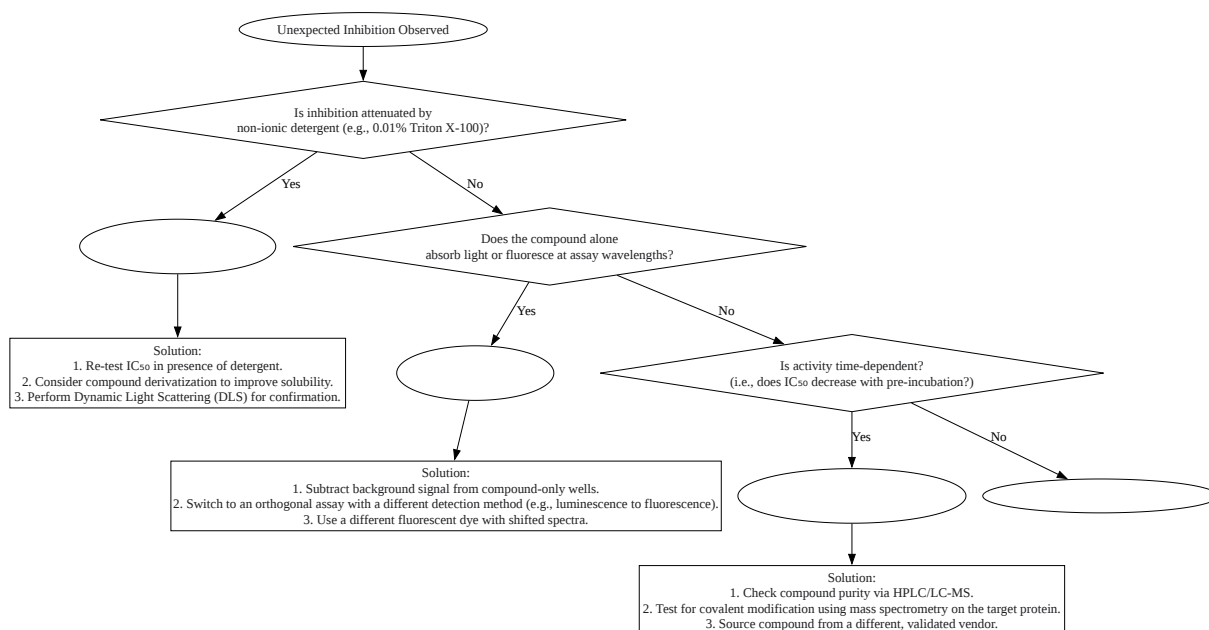 Unexpected Inhibition Observed
Is inhibition attenuated by
non-ionic detergent (e.g., 0.01% Triton X-100)?
Yes
No
Does the compound alone
absorb light or fluoresce at assay wavelengths?
Yes
No
Solution:
1. Re-test IC₅₀ in presence of detergent.
2. Consider compound derivatization to improve solubility.
3. Perform Dynamic Light Scattering (DLS) for confirmation.
Is activity time-dependent?
(i.e., does IC₅₀ decrease with pre-incubation?)
Yes
No
Solution:
1. Subtract background signal from compound-only wells.
2. Switch to an orthogonal assay with a different detection method (e.g., luminescence to fluorescence).
3. Use a different fluorescent dye with shifted spectra.
Solution:
1. Check compound purity via HPLC/LC-MS.
2. Test for covalent modification using mass spectrometry on the target protein.
3. Source compound from a different, validated vendor.